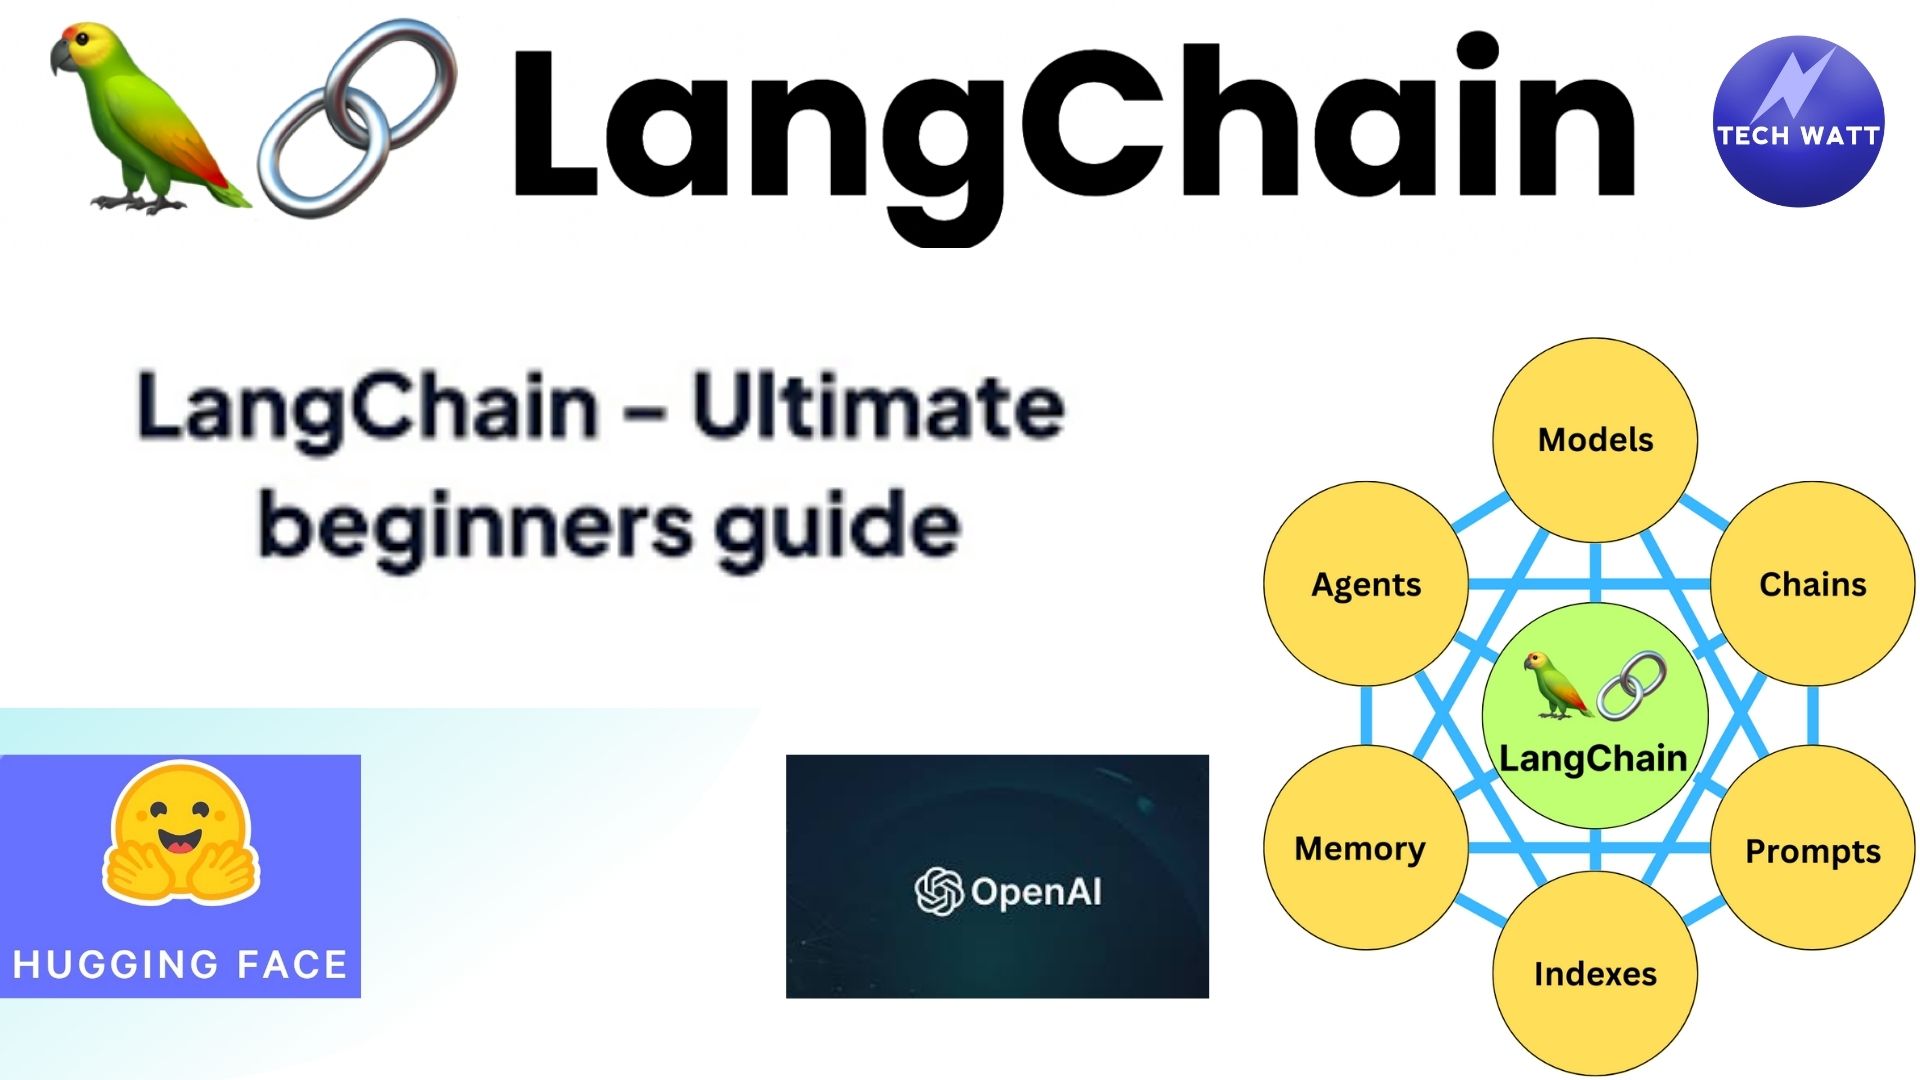 LangChain
TECH WATT
LangChain – Ultimate
beginners guide
HUGGING FACE
OpenAI
Models
Agents
Chains
LangChain
Memory
Prompts
Indexes